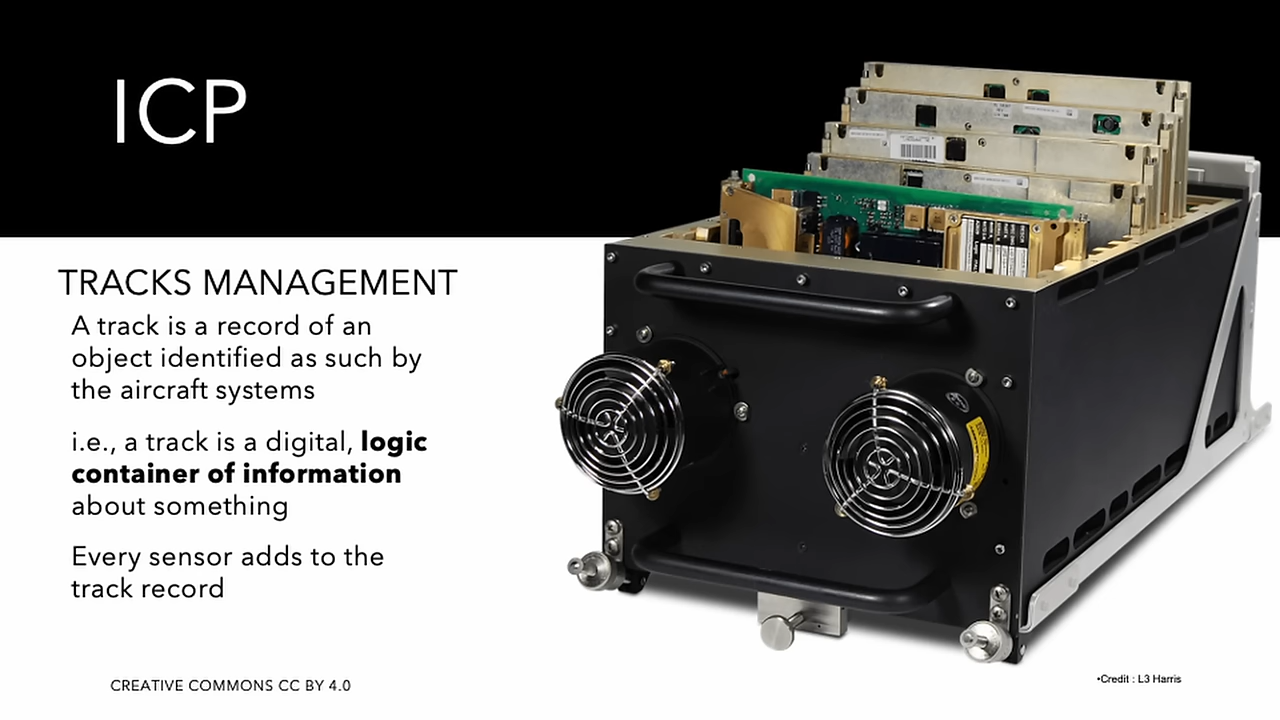 ICP
TRACKS MANAGEMENT
A track is a record of an
object identified as such by
the aircraft systems
i.e., a track is a digital, logic
container of information
about something
Every sensor adds to the
track record
CREATIVE COMMONS CC BY 4.0
•Credit : L3 Harris